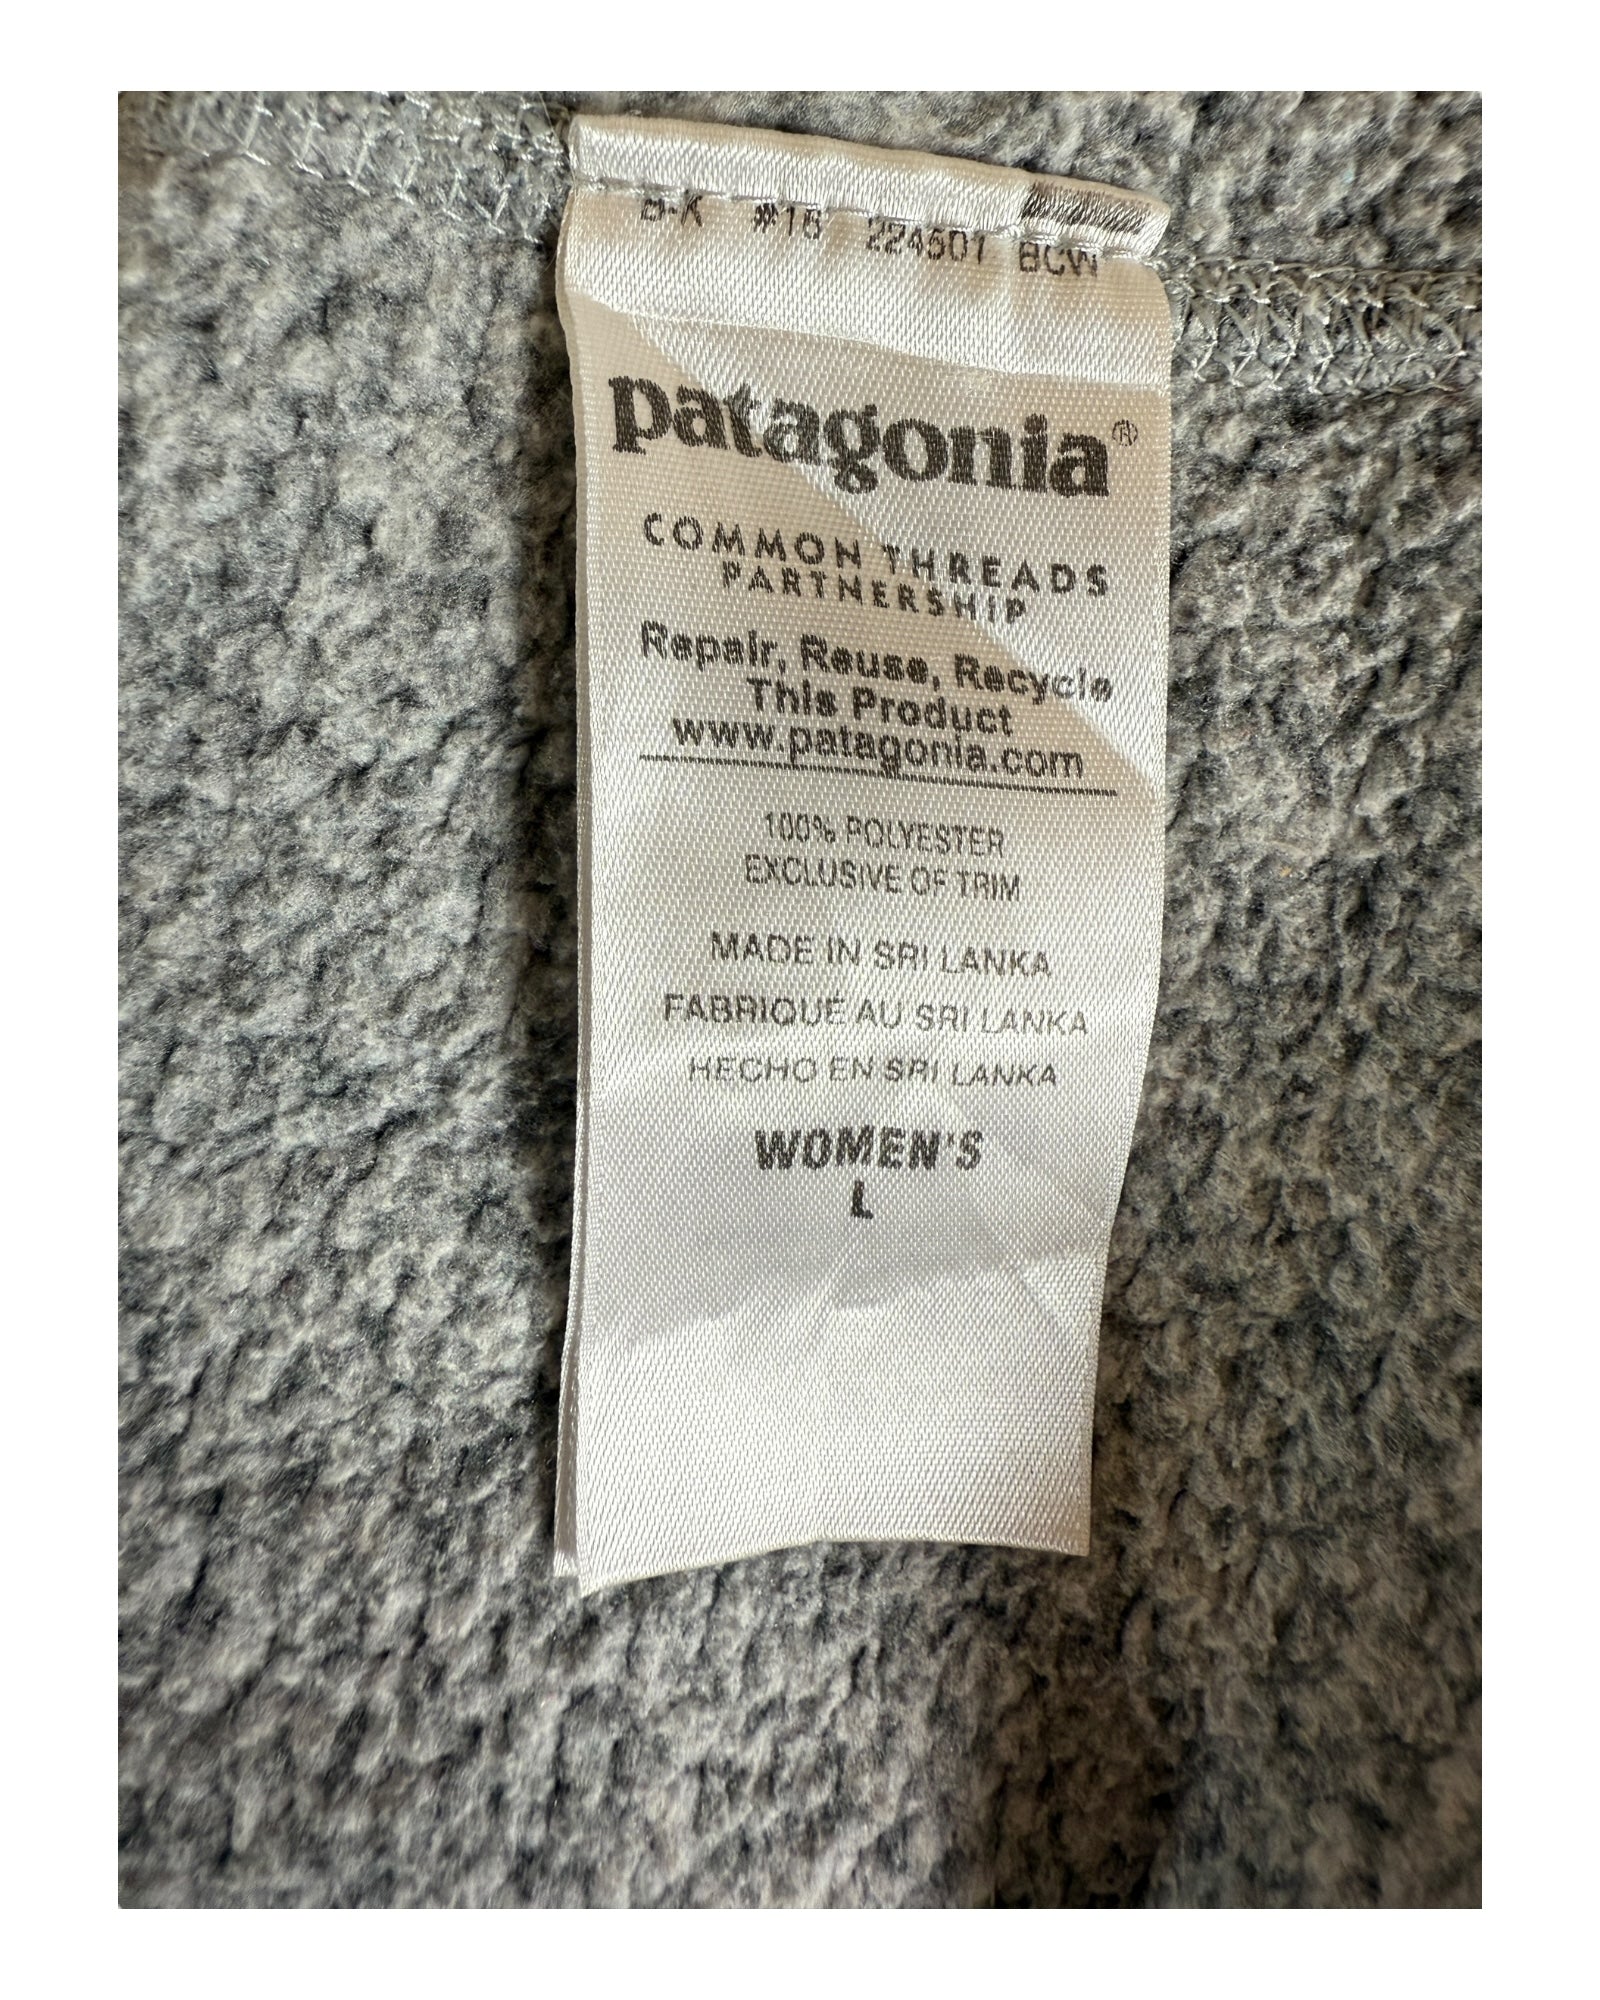 B-K #16 224501 BCW
patagonia®
COMMON THREADS
PARTNERSHIP
Repair, Reuse, Recycle
This Product
www.patagonia.com
100% POLYESTER
EXCLUSIVE OF TRIM
MADE IN SRI LANKA
FABRIQUÉ AU SRI LANKA
HECHO EN SRI LANKA
WOMEN'S
L